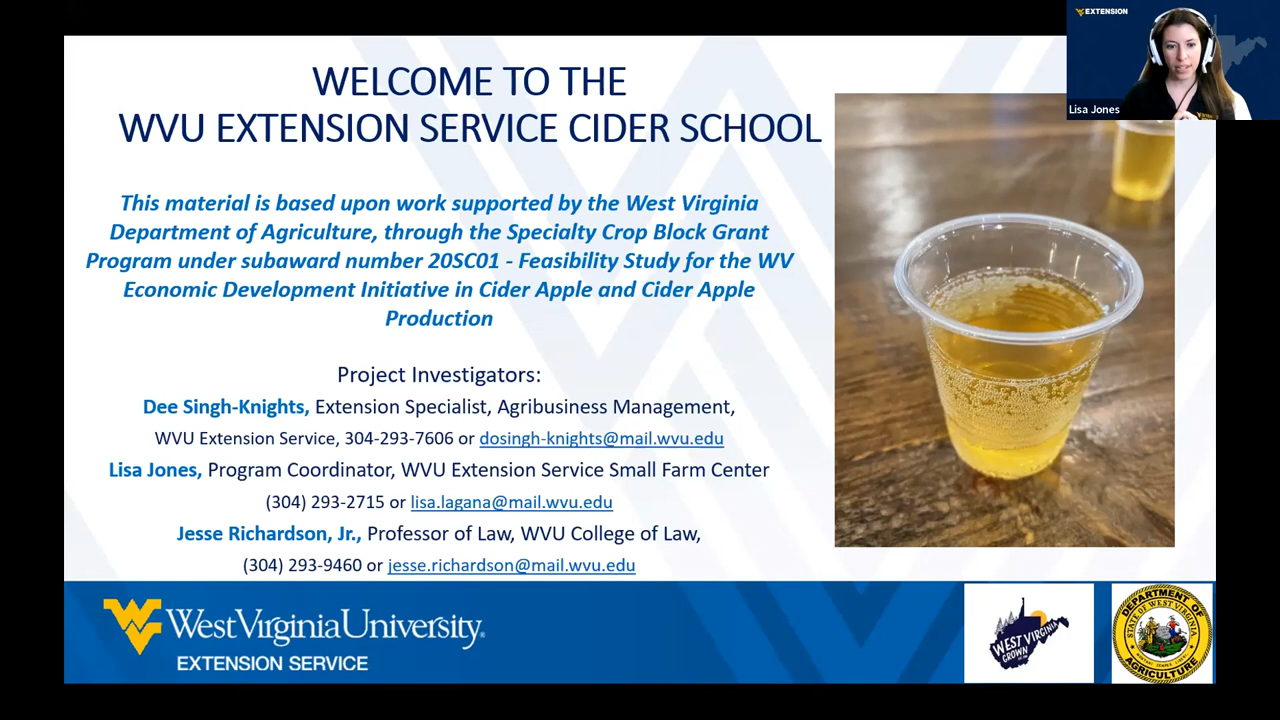 EXTENSION
Lisa Jones
WELCOME TO THE
WVU EXTENSION SERVICE CIDER SCHOOL
This material is based upon work supported by the West Virginia
Department of Agriculture, through the Specialty Crop Block Grant
Program under subaward number 20SC01 - Feasibility Study for the WV
Economic Development Initiative in Cider Apple and Cider Apple
Production
Project Investigators:
Dee Singh-Knights, Extension Specialist, Agribusiness Management,
WVU Extension Service, 304-293-7606 or dosingh-knights@mail.wvu.edu
Lisa Jones, Program Coordinator, WVU Extension Service Small Farm Center
(304) 293-2715 or lisa.lagana@mail.wvu.edu
Jesse Richardson, Jr., Professor of Law, WVU College of Law,
(304) 293-9460 or jesse.richardson@mail.wvu.edu
West Virginia University®
EXTENSION SERVICE
WEST VIRGINIA
GROWN
DEPARTMENT OF
AGRICULTURE
STATE OF WEST VIRGINIA